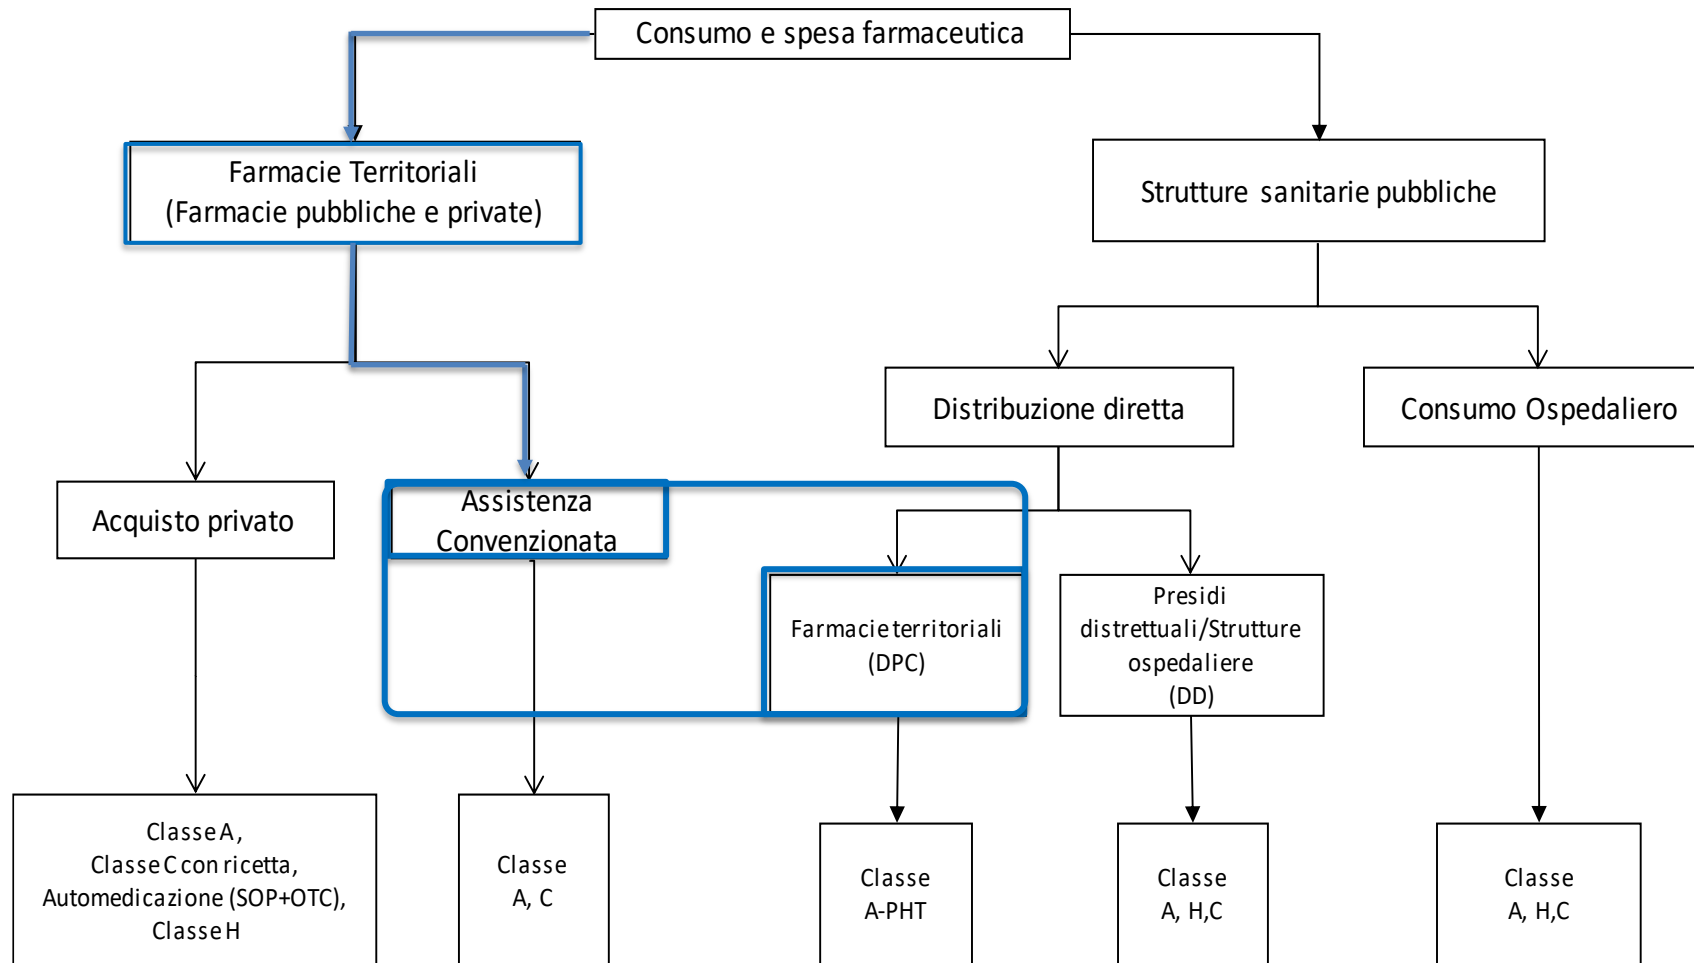 Consumo e spesa farmaceutica
Farmacie Territoriali
(Farmacie pubbliche e private)
Strutture sanitarie pubbliche
Distribuzione diretta
Consumo Ospedaliero
Acquisto privato
Assistenza
Convenzionata
Farmacie territoriali
(DPC)
Presidi
distrettuali/Strutture
ospedaliere
(DD)
Classe A,
Classe C con ricetta,
Automedicazione (SOP+OTC),
Classe H
Classe
A, C
Classe
A-PHT
Classe
A, H,C
Classe
A, H,C